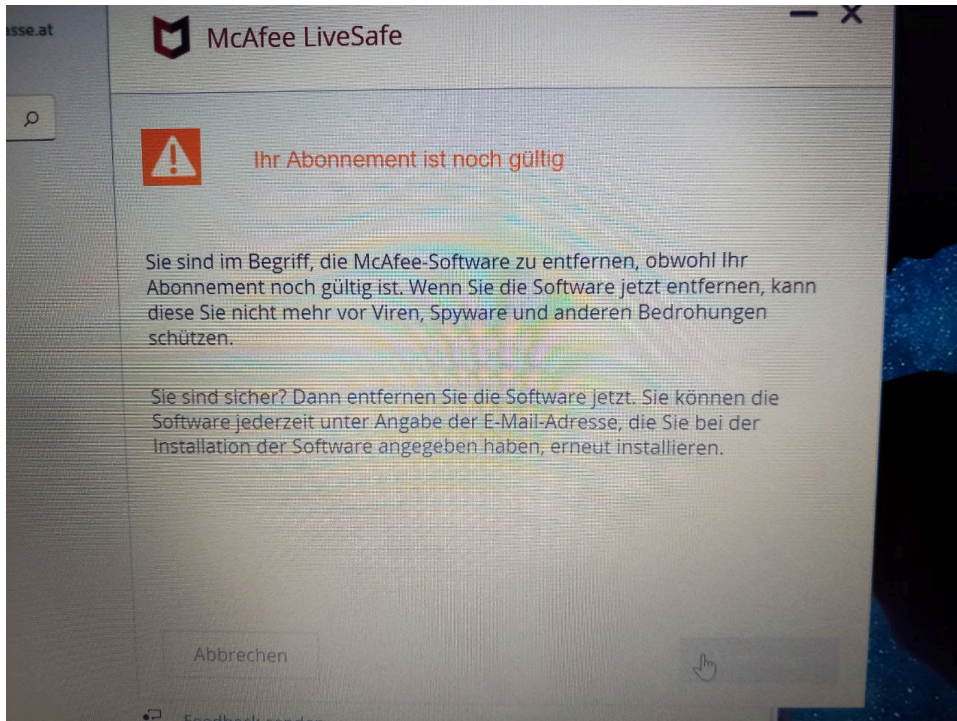 asse.at
McAfee LiveSafe
Ihr Abonnement ist noch gültig
Sie sind im Begriff, die McAfee-Software zu entfernen, obwohl Ihr
Abonnement noch gültig ist. Wenn Sie die Software jetzt entfernen, kann
diese Sie nicht mehr vor Viren, Spyware und anderen Bedrohungen
schützen.
Sie sind sicher? Dann entfernen Sie die Software jetzt. Sie können die
Software jederzeit unter Angabe der E-Mail-Adresse, die Sie bei der
Installation der Software angegeben haben, erneut installieren.
Abbrechen
Feedback senden